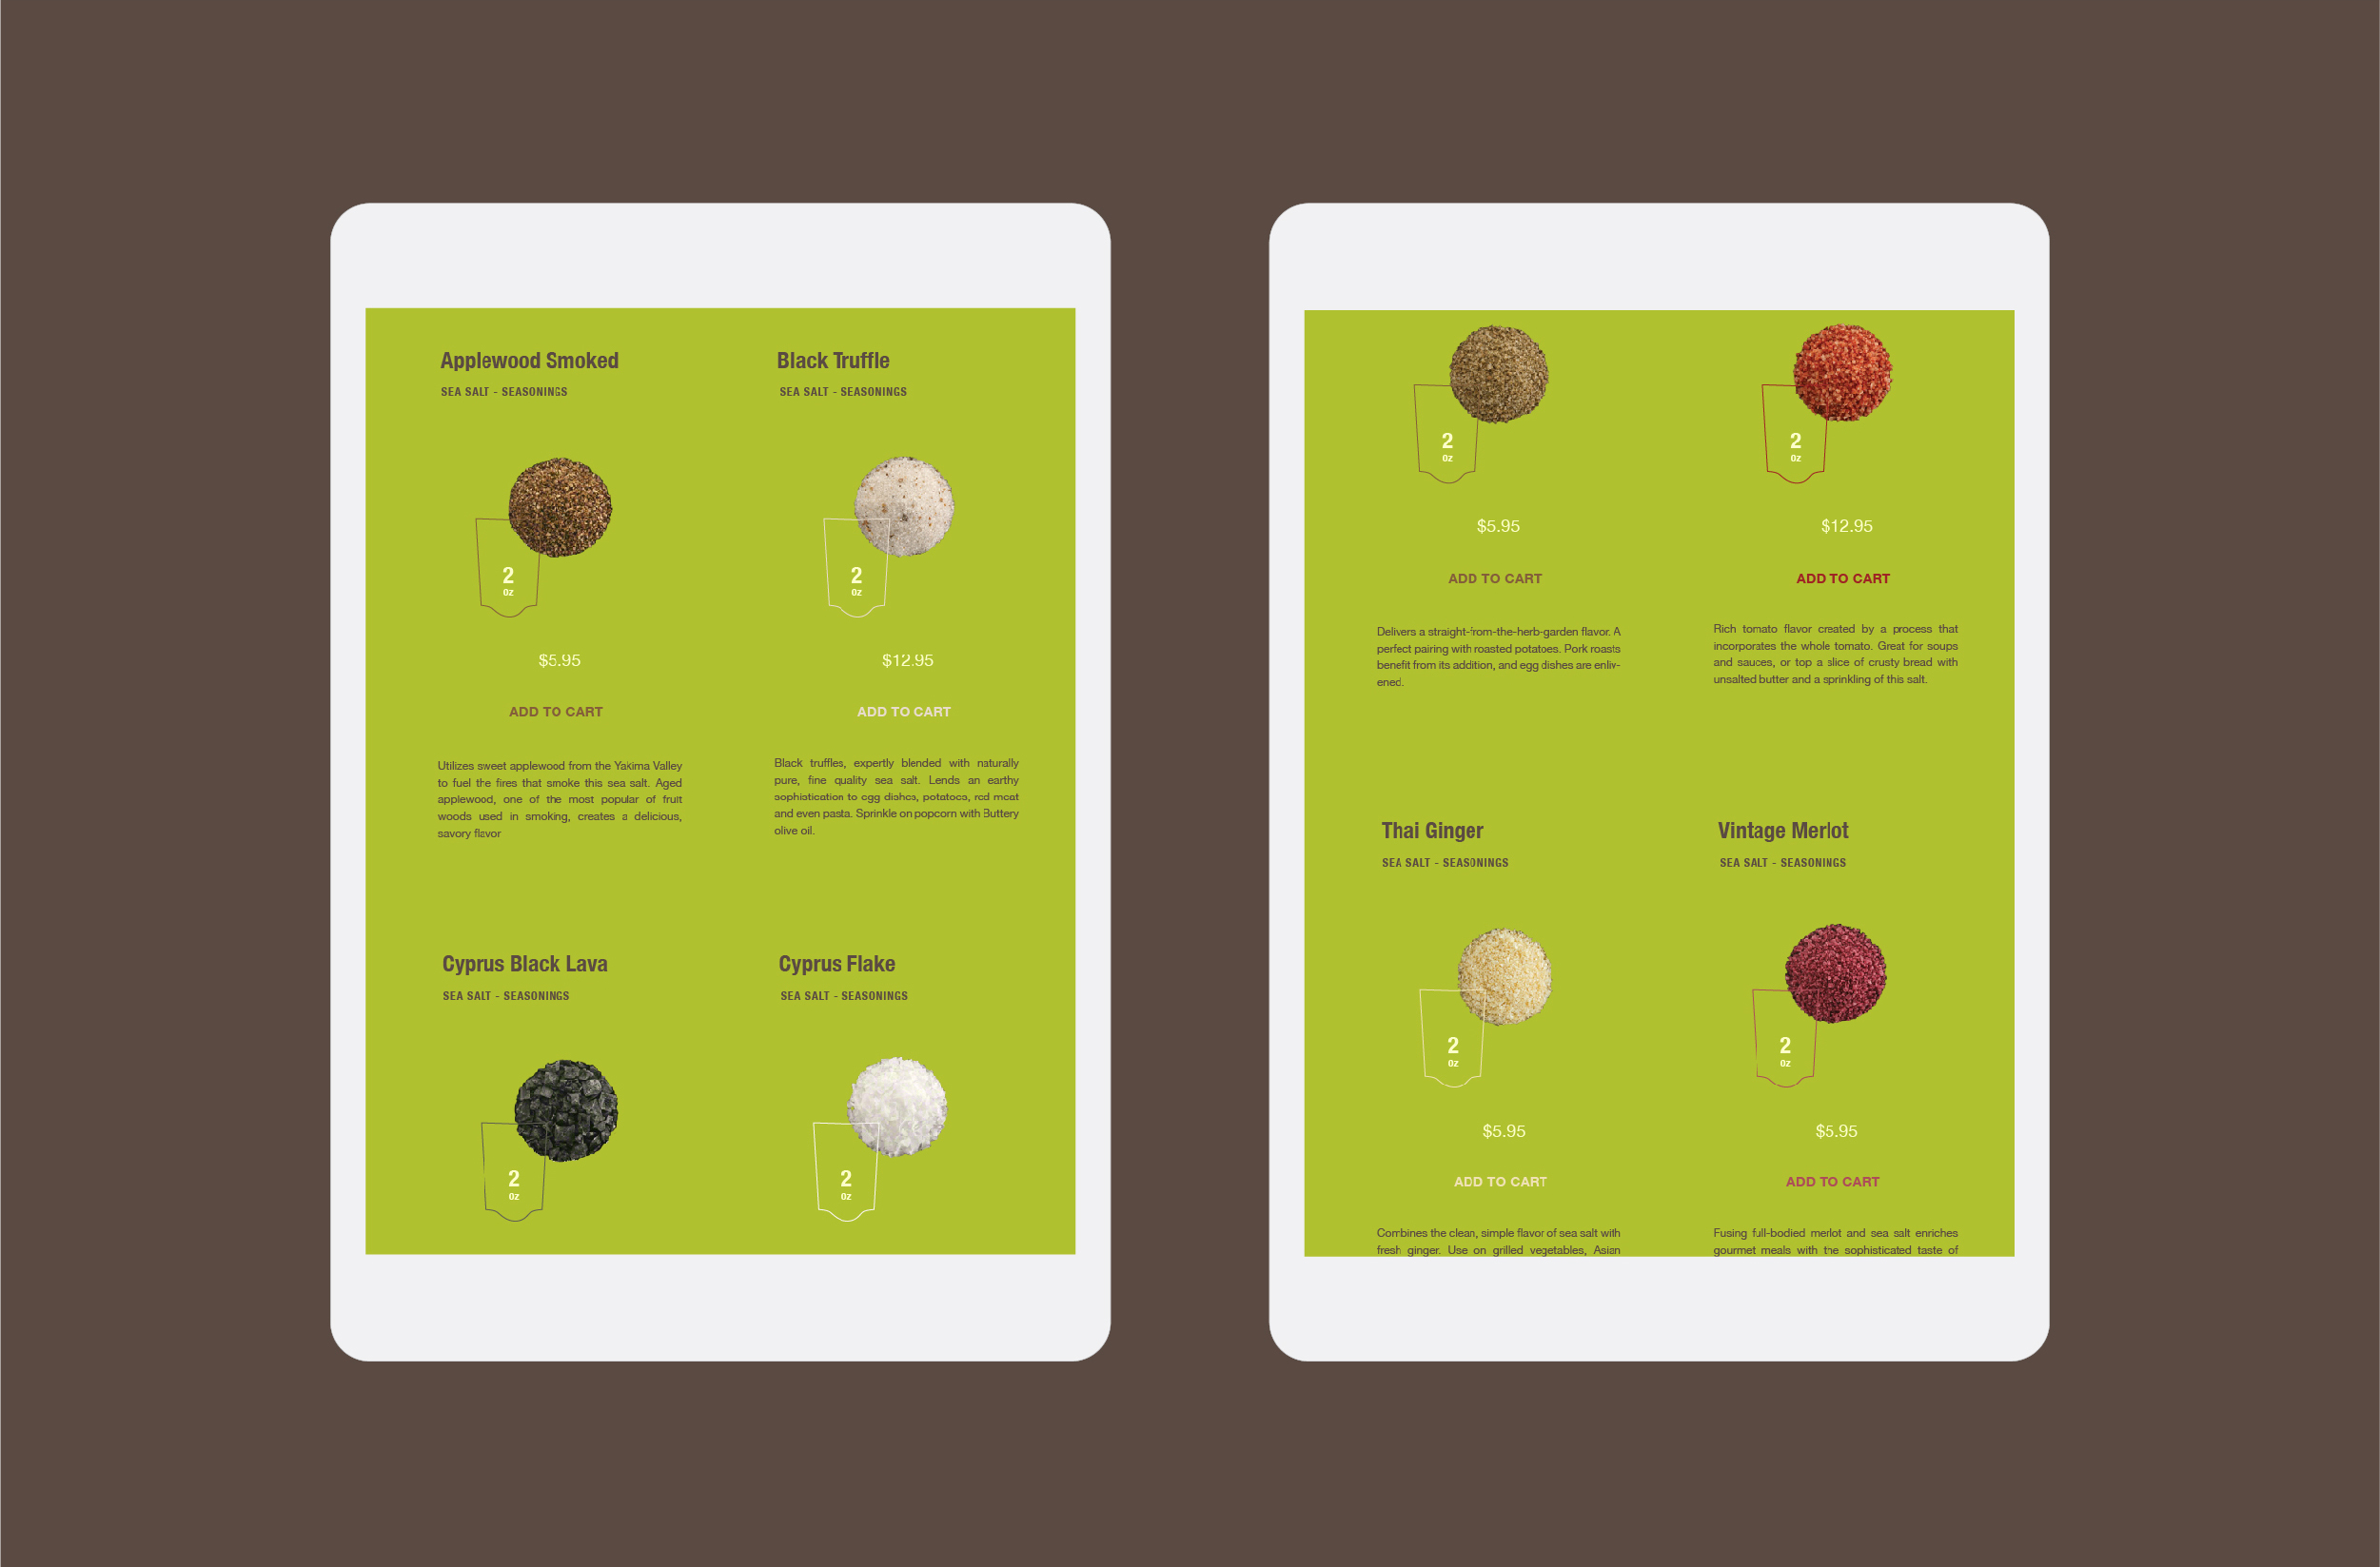 Applewood Smoked
SEA SALT - SEASONINGS
2
Oz
$5.95
ADD TO CART
Utilizes sweet applewood from the Yakima Valley
to fuel the fires that smoke this sea salt. Aged
applewood, one of the most popular of fruit
woods used in smoking, creates a delicious,
savory flavor
Black Truffle
SEA SALT - SEASONINGS
2
Oz
$12.95
ADD TO CART
Black truffles, expertly blended with naturally
pure, fine quality sea salt. Lends an earthy
sophistication to egg dishes, potatoes, red meat
and even pasta. Sprinkle on popcorn with Buttery
olive oil.
Cyprus Black Lava
SEA SALT - SEASONINGS
2
Oz
Cyprus Flake
SEA SALT - SEASONINGS
2
Oz
2
Oz
$5.95
ADD TO CART
Delivers a straight-from-the-herb-garden flavor. A
perfect pairing with roasted potatoes. Pork roasts
benefit from its addition, and egg dishes are enliv-
ened.
2
Oz
$12.95
ADD TO CART
Rich tomato flavor created by a process that
incorporates the whole tomato. Great for soups
and sauces, or top a slice of crusty bread with
unsalted butter and a sprinkling of this salt.
Thai Ginger
SEA SALT - SEASONINGS
2
Oz
$5.95
ADD TO CART
Combines the clean, simple flavor of sea salt with
fresh ginger. Use on grilled vegetables, Asian
Vintage Merlot
SEA SALT - SEASONINGS
2
Oz
$5.95
ADD TO CART
Fusing full-bodied merlot and sea salt enriches
gourmet meals with the sophisticated taste of